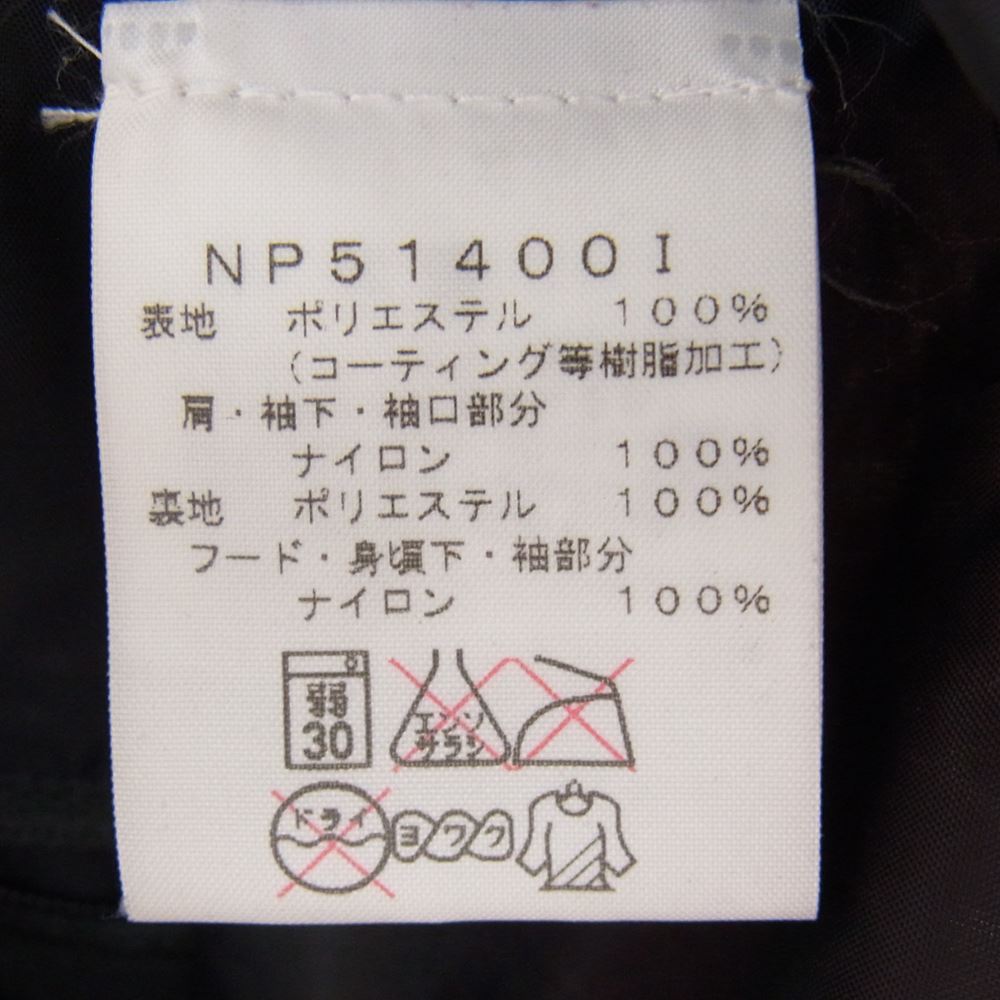 NP51400I
表地 ポリエステル 100%
(コーティング等樹脂加工)
肩・袖下・袖口部分
ナイロン 100%
裏地 ポリエステル 100%
フード・身頃下・袖部分
ナイロン 100%
弱
30
エンソ
サラシ
ドライ
ヨワク